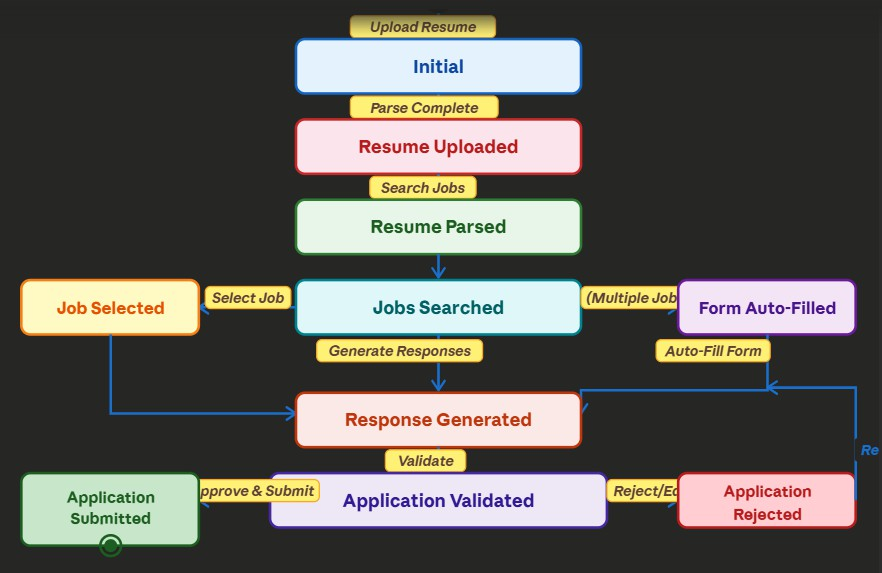 Upload Resume
Initial
Parse Complete
Resume Uploaded
Search Jobs
Resume Parsed
Job Selected
Select Job
Jobs Searched
(Multiple Job
Form Auto-Filled
Generate Responses
Auto-Fill Form
Response Generated
Re
Validate
Application
Submitted
pprove & Submit
Application Validated
Reject/Ed
Application
Rejected